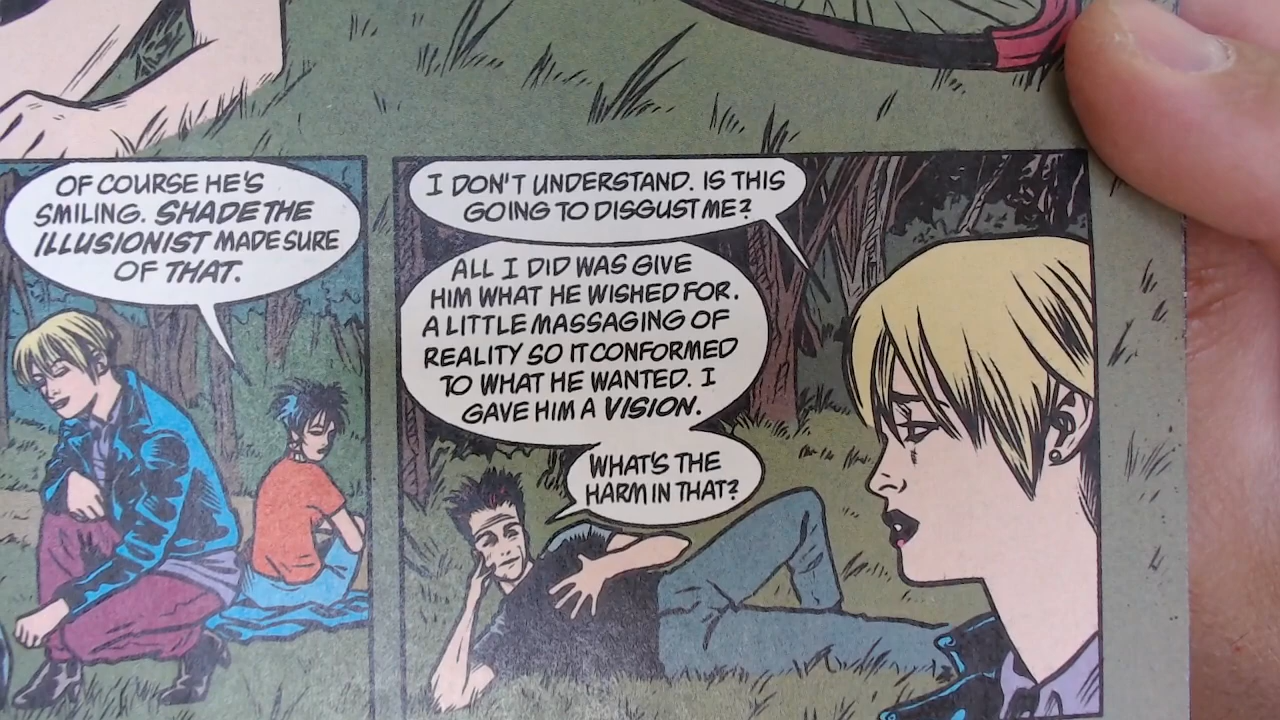 OF COURSE HE'S
SMILING. SHADE THE
ILLUSIONIST MADE SURE
OF THAT.
I DON'T UNDERSTAND. IS THIS
GOING TO DISGUST ME?
ALL I DID WAS GIVE
HIM WHAT HE WISHED FOR.
A LITTLE MASSAGING OF
REALITY SO IT CONFORMED
TO WHAT HE WANTED. I
GAVE HIM A VISION.
WHAT'S THE
HARM IN THAT?